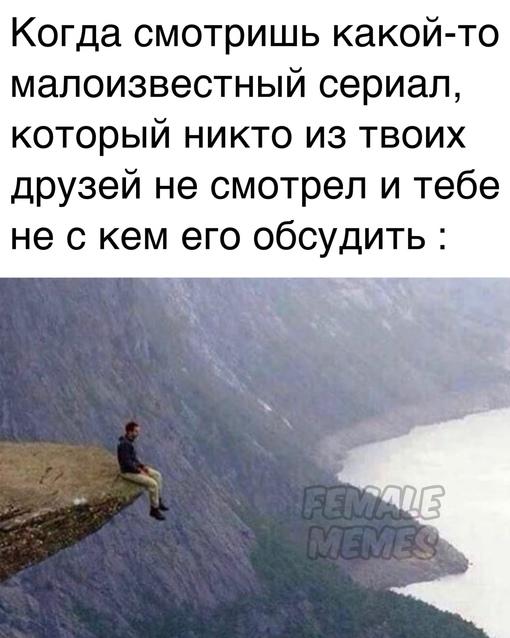 Когда смотришь какой-то
малоизвестный сериал,
который никто из твоих
друзей не смотрел и тебе
не с кем его обсудить :
FEMALE
MEMES